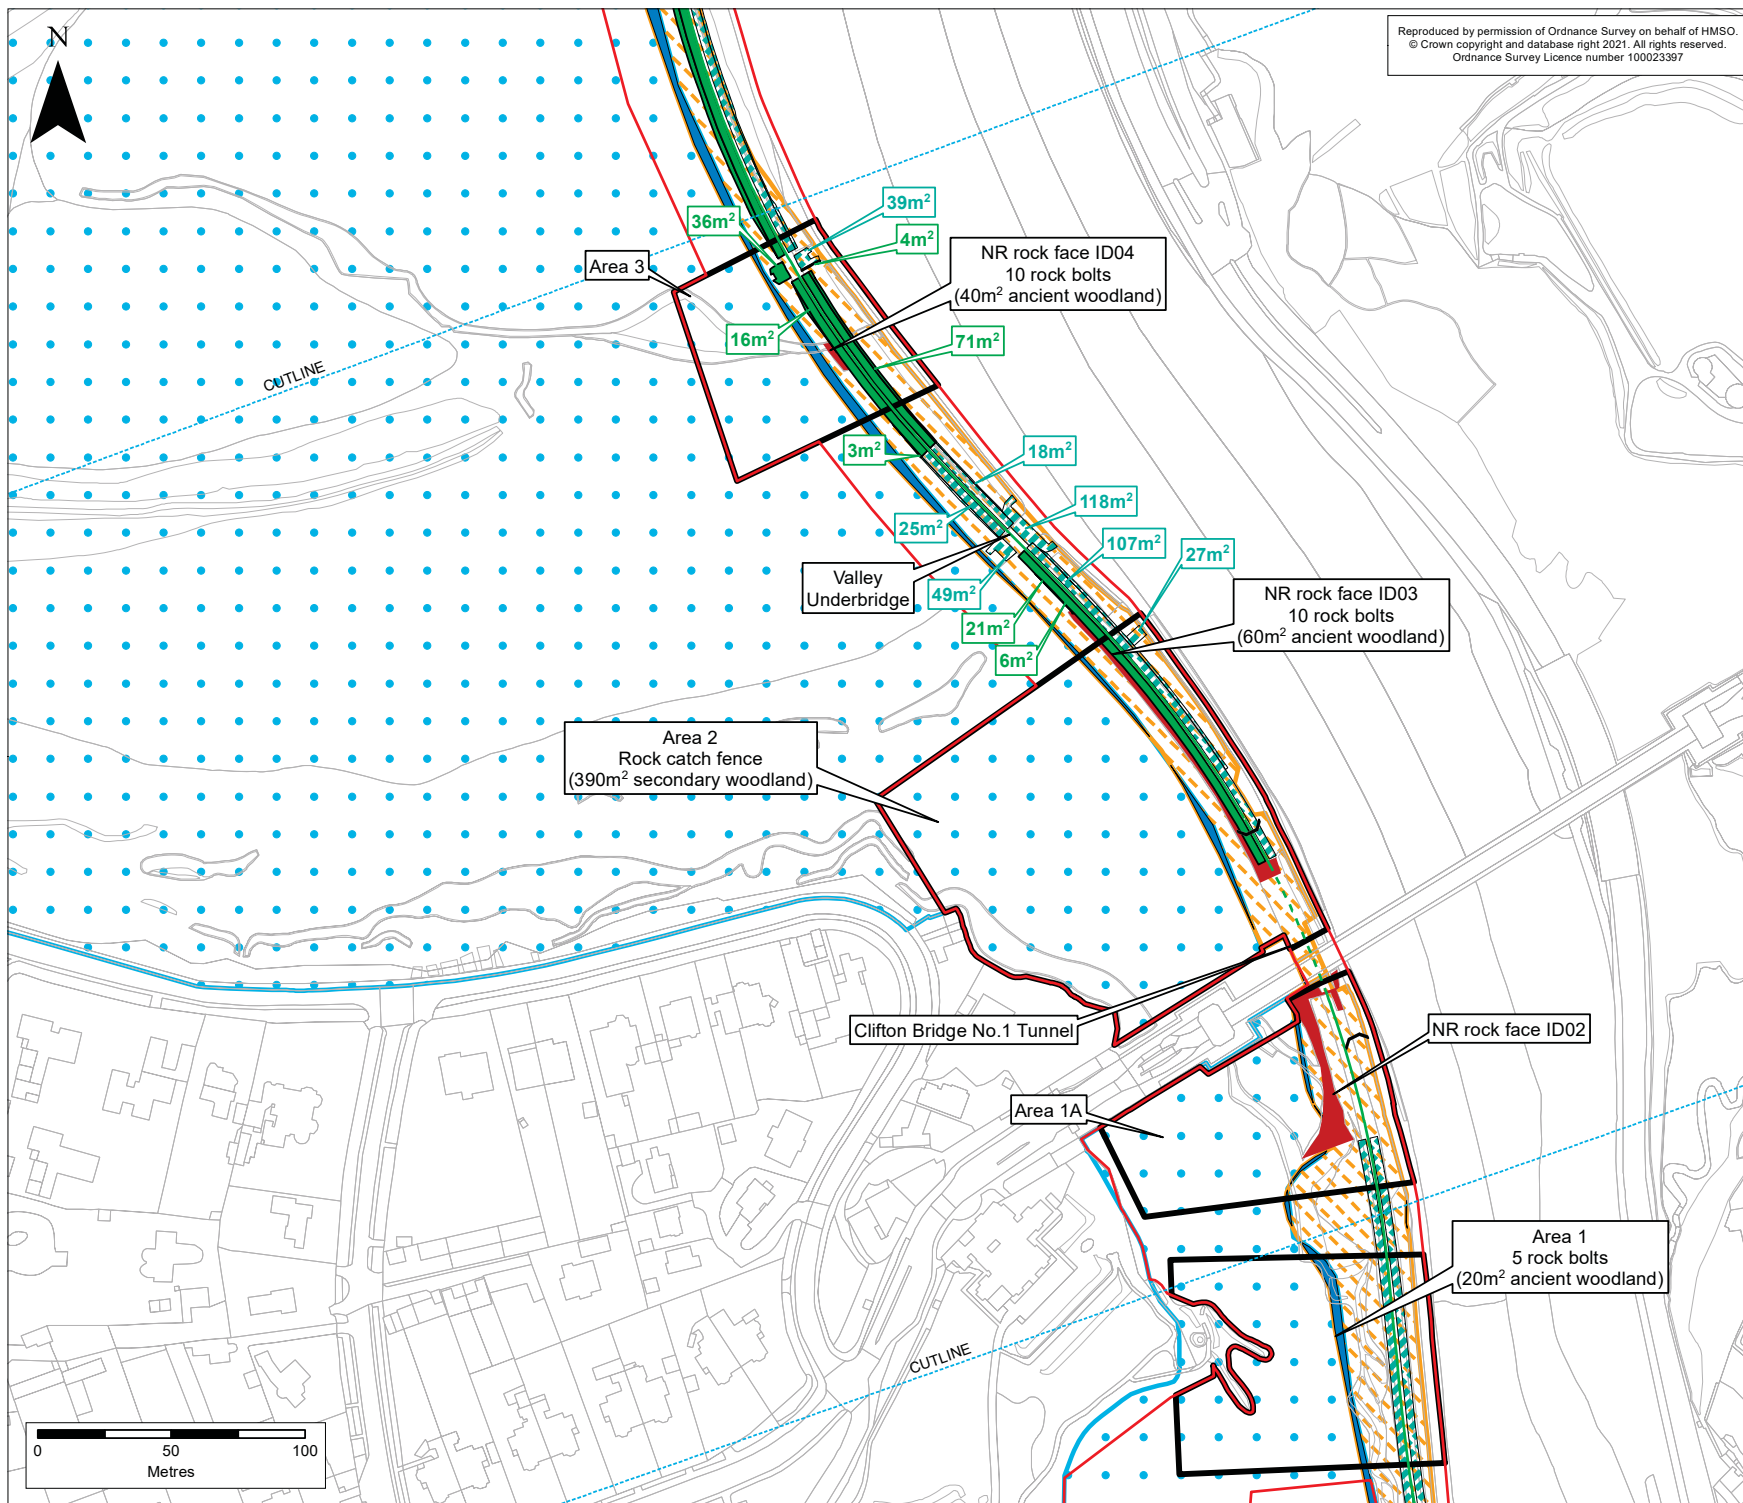 Reproduced by permission of Ordnance Survey on behalf of HMSO.
© Crown copyright and database right 2021. All rights reserved.
Ordnance Survey Licence number 100023397
N
39m²
36m²
4m²
Area 3
NR rock face ID04
10 rock bolts
(40m² ancient woodland)
16m²
71m²
CUTLINE
3m²
18m²
118m²
25m²
107m²
27m²
Valley
Underbridge
49m²
NR rock face ID03
10 rock bolts
(60m² ancient woodland)
21m²
6m²
Area 2
Rock catch fence
(390m² secondary woodland)
Clifton Bridge No.1 Tunnel
NR rock face ID02
Area 1A
Area 1
5 rock bolts
(20m² ancient woodland)
CUTLINE
0 50 100
Metres